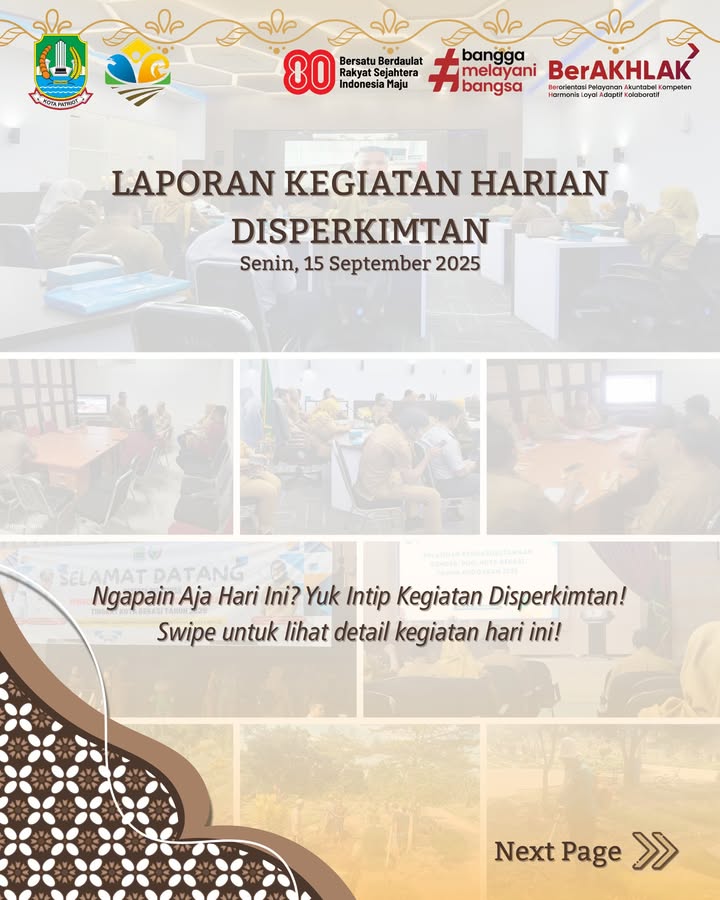 KOTA PATRIOT
80
Bersatu Berdaulat
Rakyat Sejahtera
Indonesia Maju
#bangga
melayani
bangsa
BerAKHLAK
Berorientasi Pelayanan Akuntabel Kompeten
Harmonis Loyal Adaptif Kolaboratif
LAPORAN KEGIATAN HARIAN
DISPERKIMTAN
Senin, 15 September 2025
SELAMAT DATANG
Ngapain Aja Hari Ini? Yuk Intip Kegiatan Disperkimtan!
Swipe untuk lihat detail kegiatan hari ini!
Next Page